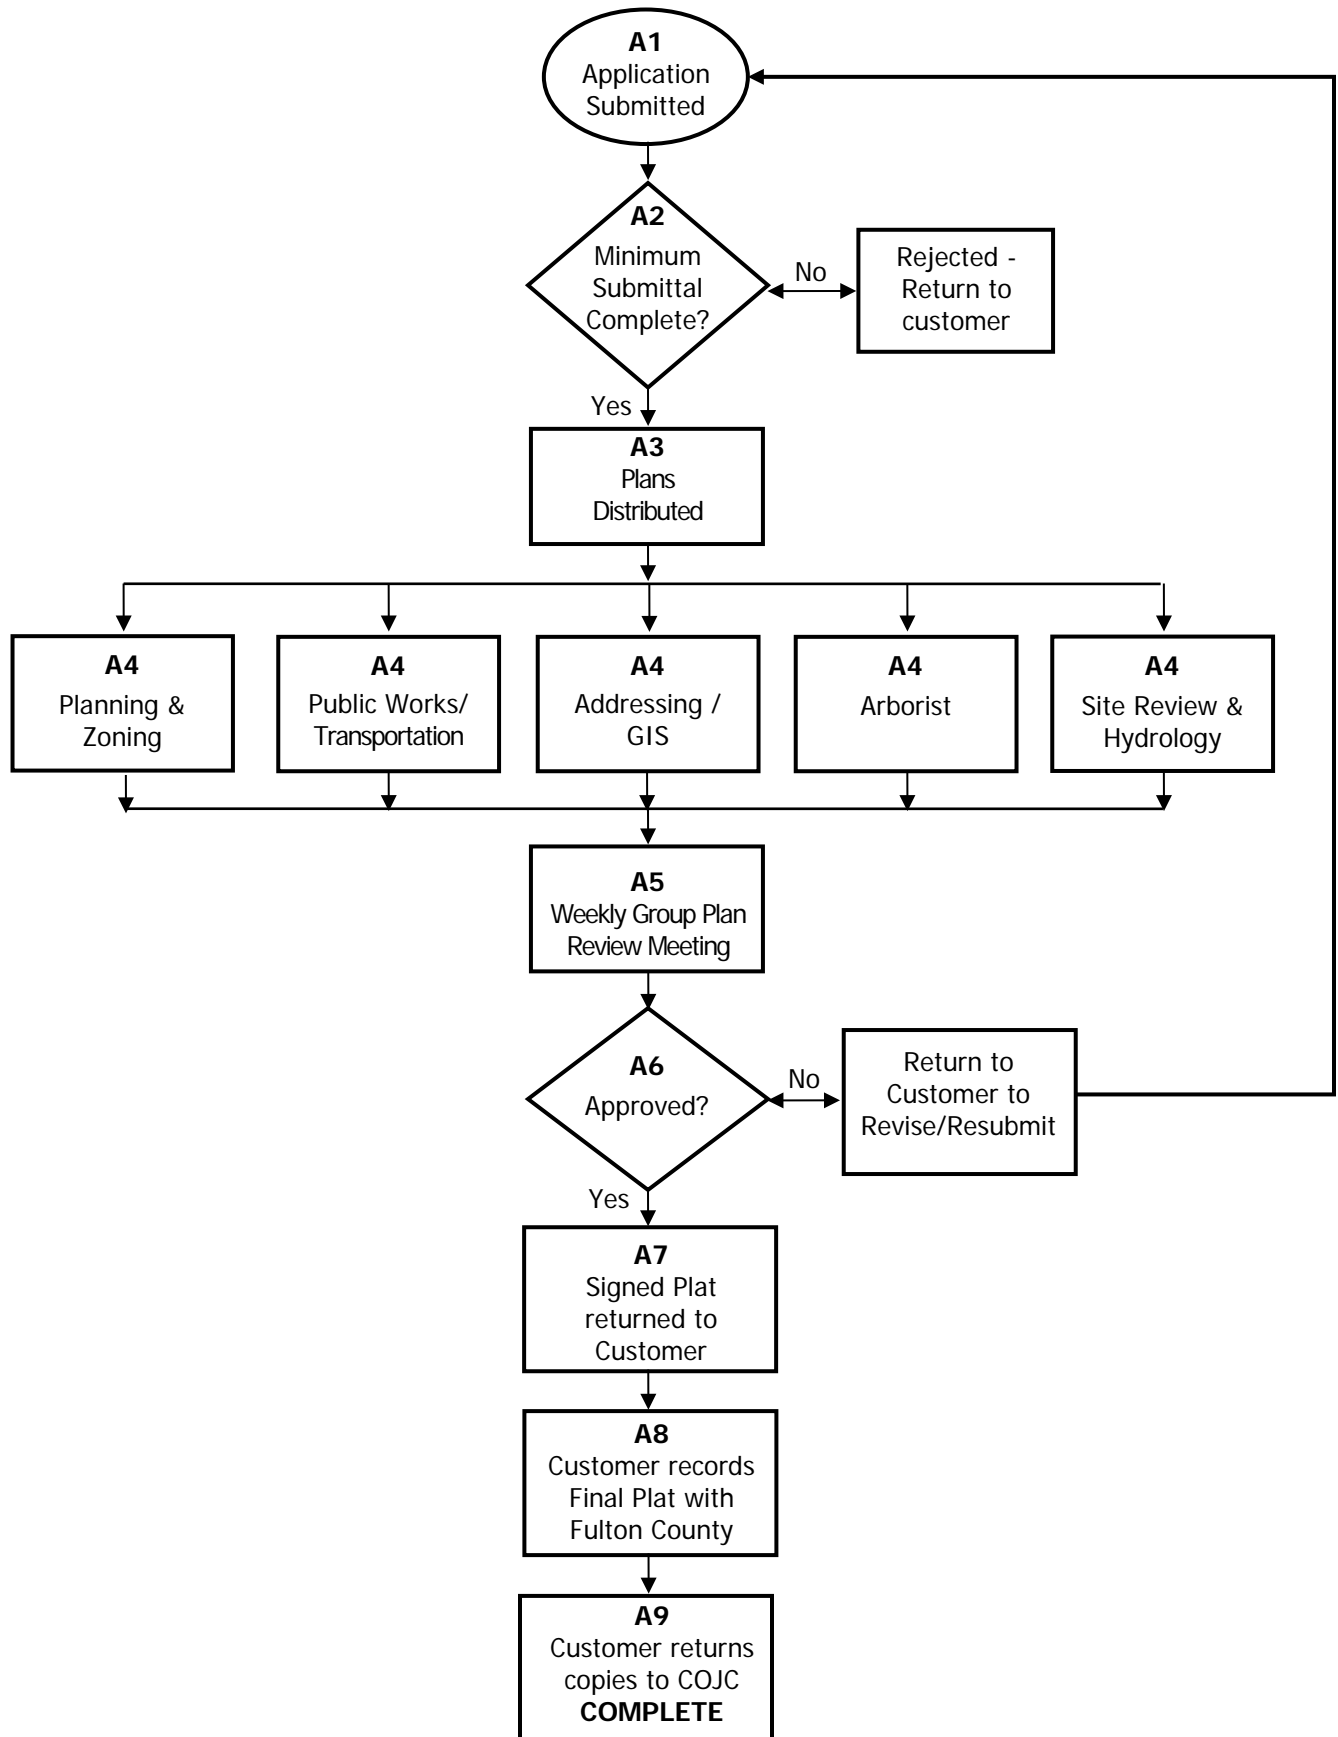 A1
Application
Submitted
A2
Minimum
Submittal
Complete?
No
Rejected -
Return to
customer
Yes
A3
Plans
Distributed
A4
Planning &
Zoning
A4
Public Works/
Transportation
A4
Addressing /
GIS
A4
Arborist
A4
Site Review &
Hydrology
A5
Weekly Group Plan
Review Meeting
A6
Approved?
No
Return to
Customer to
Revise/Resubmit
Yes
A7
Signed Plat
returned to
Customer
A8
Customer records
Final Plat with
Fulton County
A9
Customer returns
copies to COJC
COMPLETE